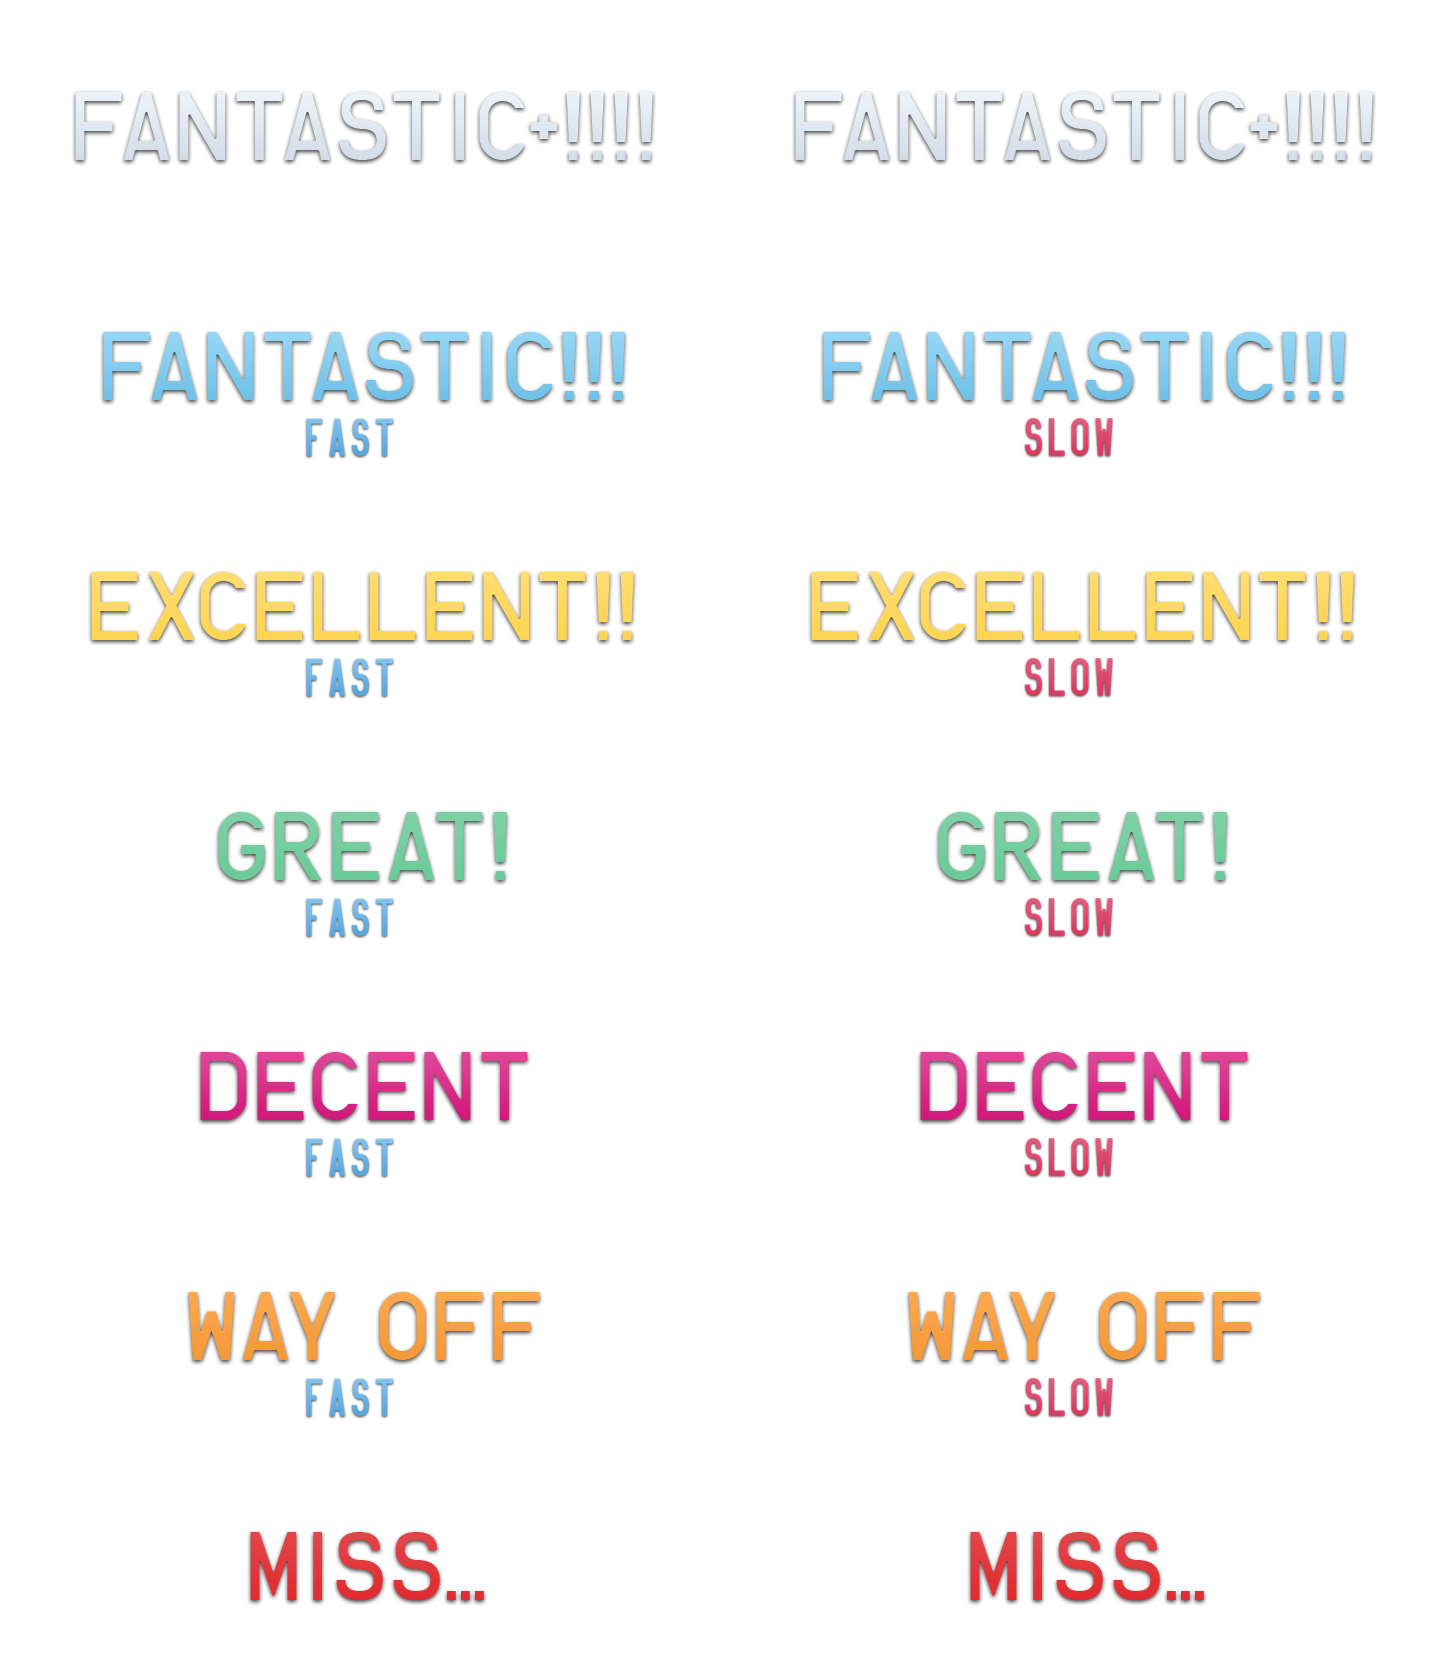 FANTASTIC+!!!! FANTASTIC+!!!!
FANTASTIC!!! FANTASTIC!!!
FAST SLOW
EXCELLENT!! EXCELLENT!!
FAST SLOW
GREAT! GREAT!
FAST SLOW
DECENT DECENT
FAST SLOW
WAY OFF WAY OFF
FAST SLOW
MISS... MISS...